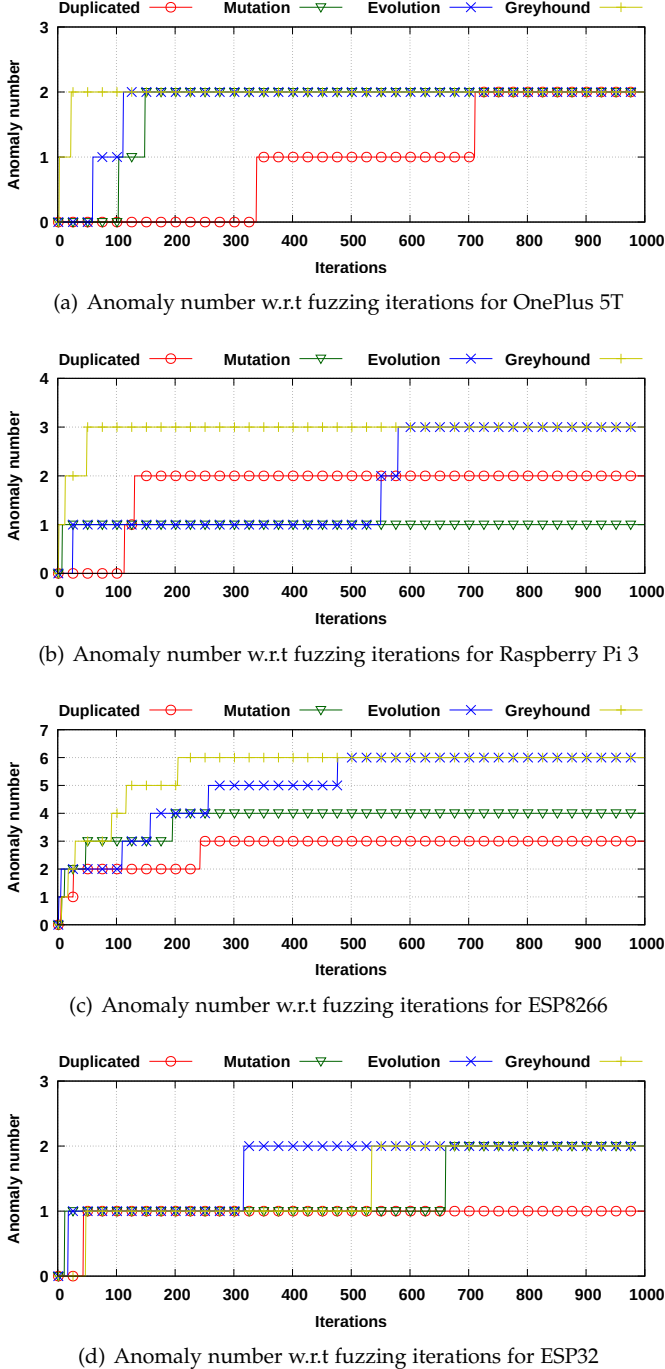 Duplicated Mutation Evolution Greyhound
3
2
1
0
Anomaly number
0 100 200 300 400 500 600 700 800 900 1000
Iterations
(a) Anomaly number w.r.t fuzzing iterations for OnePlus 5T
Duplicated Mutation Evolution Greyhound
4
3
2
1
0
Anomaly number
0 100 200 300 400 500 600 700 800 900 1000
Iterations
(b) Anomaly number w.r.t fuzzing iterations for Raspberry Pi 3
Duplicated Mutation Evolution Greyhound
7
6
5
4
3
2
1
0
Anomaly number
0 100 200 300 400 500 600 700 800 900 1000
Iterations
(c) Anomaly number w.r.t fuzzing iterations for ESP8266
Duplicated Mutation Evolution Greyhound
3
2
1
0
Anomaly number
0 100 200 300 400 500 600 700 800 900 1000
Iterations
(d) Anomaly number w.r.t fuzzing iterations for ESP32